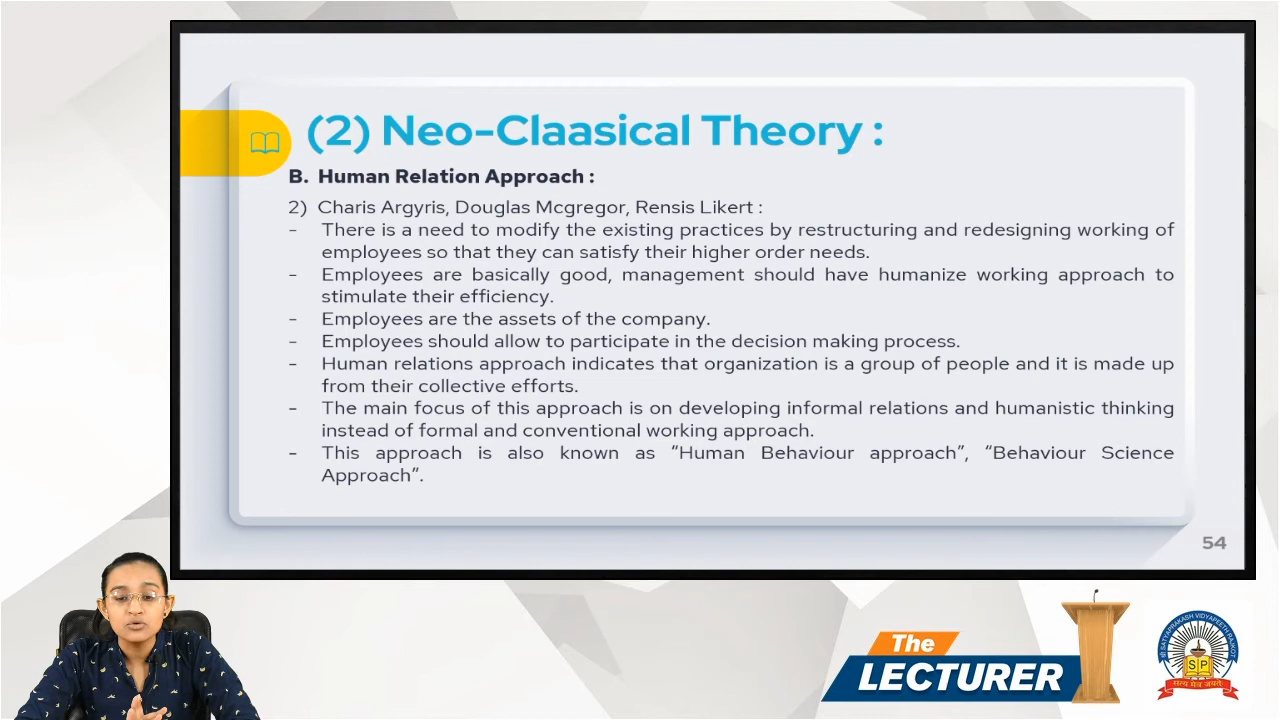 (2) Neo-Claasical Theory :
B. Human Relation Approach :
2) Charis Argyris, Douglas Mcgregor, Rensis Likert :
- There is a need to modify the existing practices by restructuring and redesigning working of
employees so that they can satisfy their higher order needs.
- Employees are basically good, management should have humanize working approach to
stimulate their efficiency.
- Employees are the assets of the company.
- Employees should allow to participate in the decision making process.
- Human relations approach indicates that organization is a group of people and it is made up
from their collective efforts.
- The main focus of this approach is on developing informal relations and humanistic thinking
instead of formal and conventional working approach.
- This approach is also known as “Human Behaviour approach”, “Behaviour Science
Approach”.
54
The
LECTURER
SATYAPRAKASH VIDYAPEETH RAJKOT
SP
सत्य मेव जयते